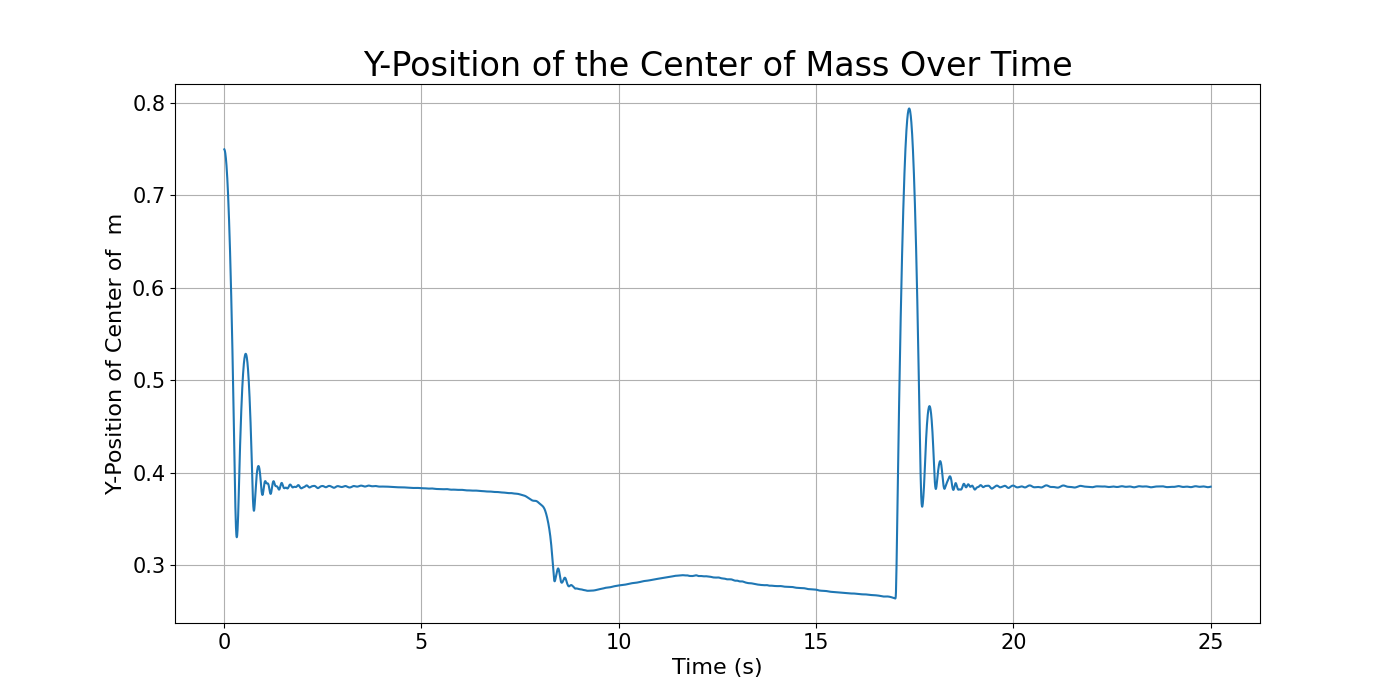 Y-Position of the Center of Mass Over Time
Y-Position of Center of  m
0.8
0.7
0.6
0.5
0.4
0.3
0 5 10 15 20 25
Time (s)